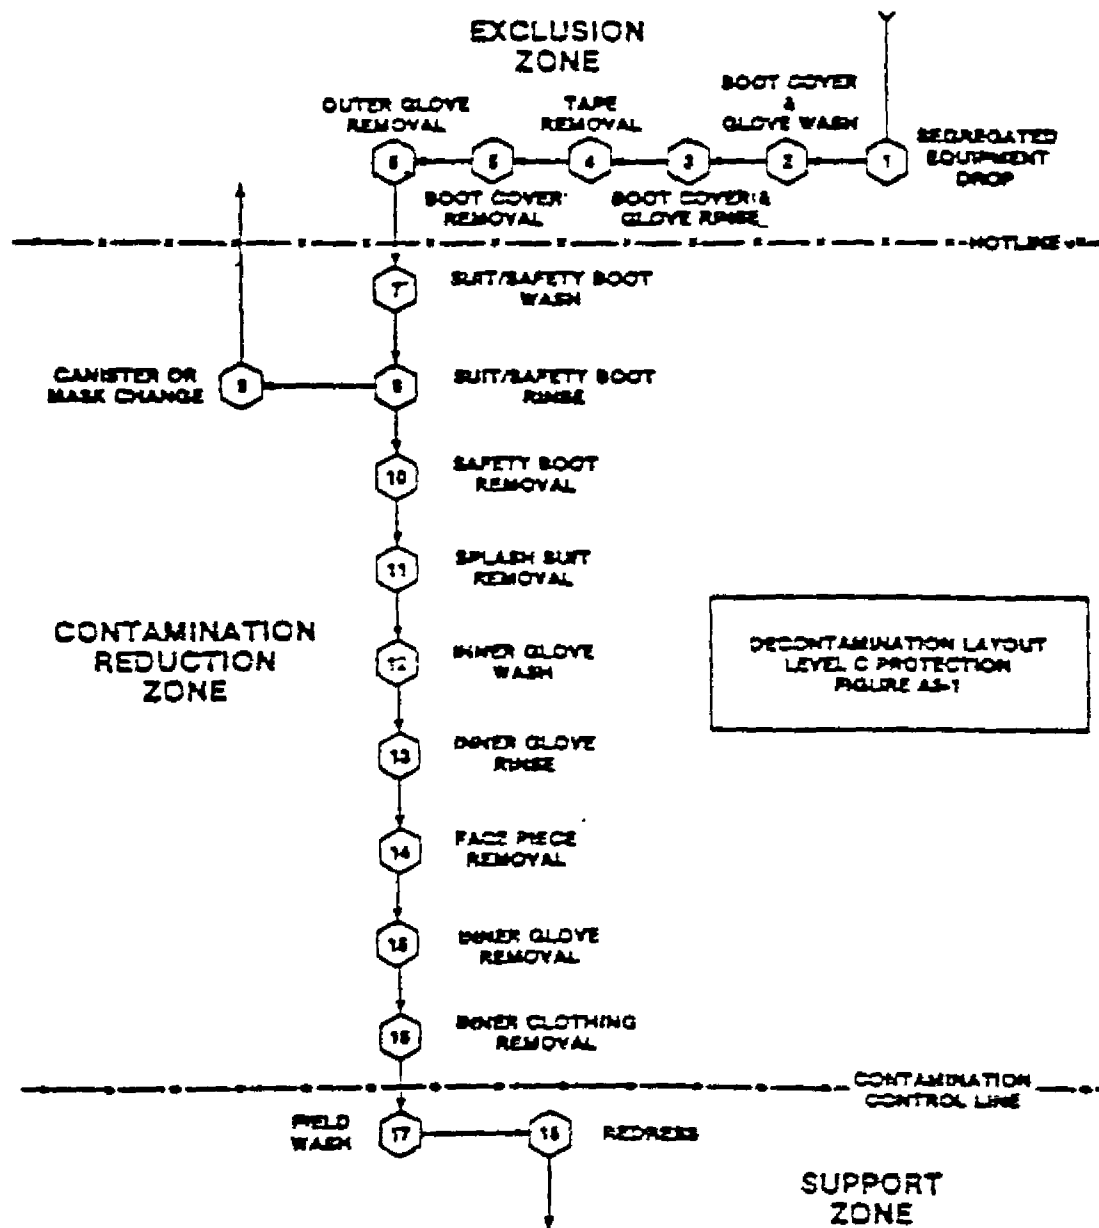 EXCLUSION
ZONE
OUTER GLOVE
REMOVAL
TAPE
REMOVAL
BOOT COVER
&
GLOVE WASH
SEGREGATED
EQUIPMENT
DROP
6
5
4
3
2
1
BOOT COVER
REMOVAL
BOOT COVER &
GLOVE RINSE
HOTLINE
7
SUIT/SAFETY BOOT
WASH
CANISTER OR
MASK CHANGE
9
8
SUIT/SAFETY BOOT
RINSE
10
SAFETY BOOT
REMOVAL
11
SPLASH SUIT
REMOVAL
CONTAMINATION
REDUCTION
ZONE
12
INNER GLOVE
WASH
DECONTAMINATION LAYOUT
LEVEL C PROTECTION
FIGURE A5-1
13
INNER GLOVE
RINSE
14
FACE PIECE
REMOVAL
15
INNER GLOVE
REMOVAL
16
INNER CLOTHING
REMOVAL
CONTAMINATION
CONTROL LINE
FIELD
WASH
17
18
REDRESS
SUPPORT
ZONE